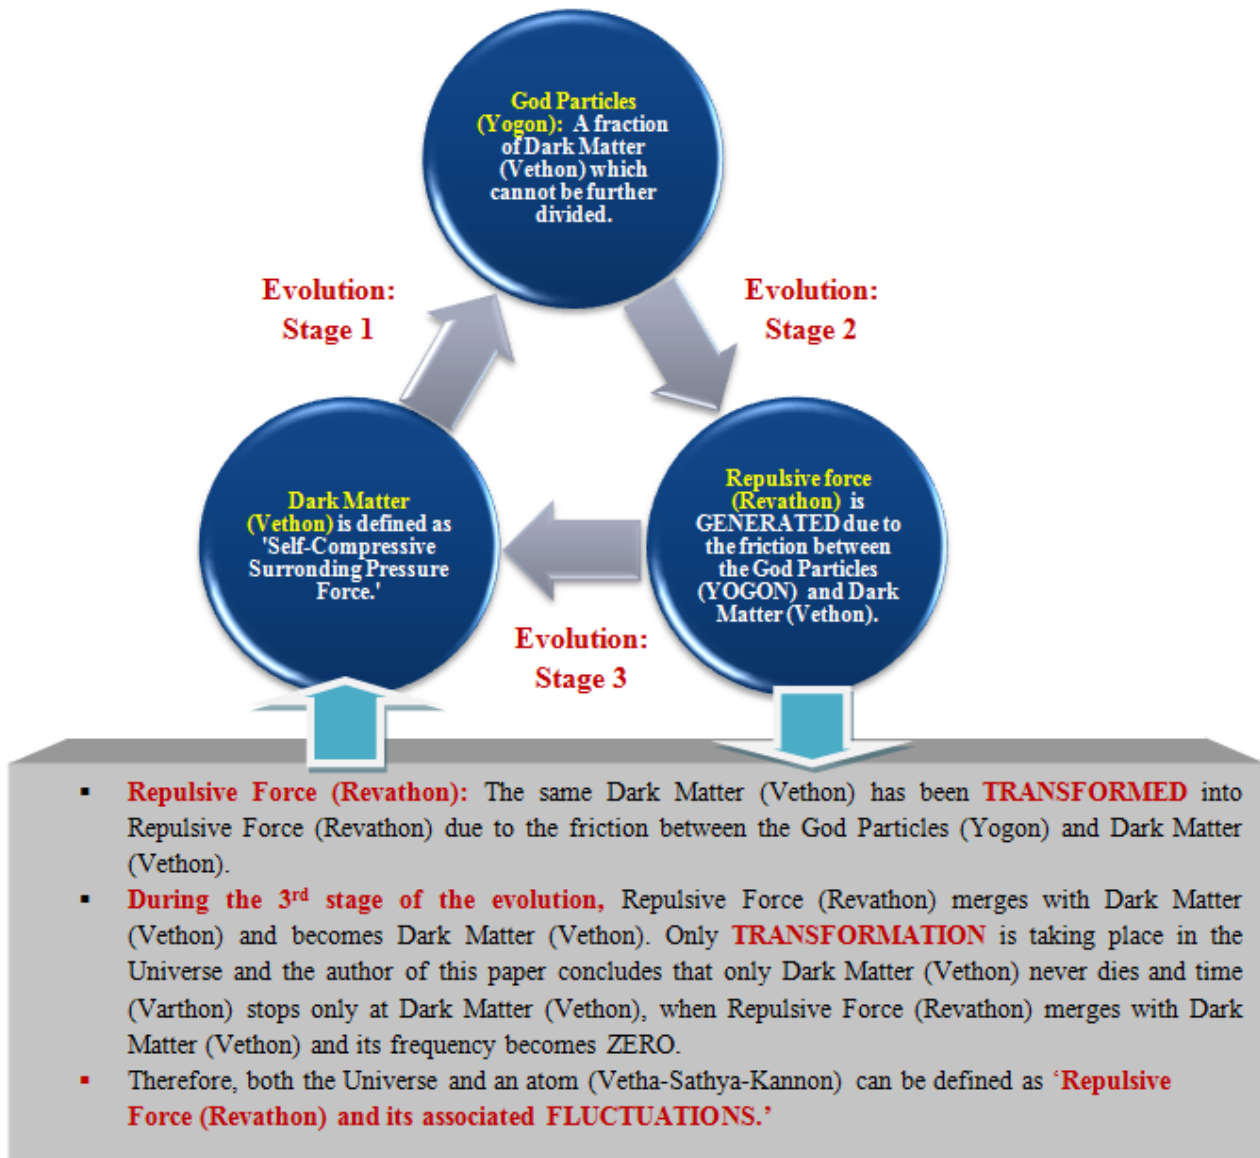 God Particles
(Yogon): A fraction
of Dark Matter
(Vethon) which
cannot be further
divided.
Evolution:
Stage 1
Evolution:
Stage 2
Dark Matter
(Vethon) is defined as
'Self-Compressive
Surronding Pressure
Force.'
Repulsive force
(Revathon) is
GENERATED due to
the friction between
the God Particles
(YOGON) and Dark
Matter (Vethon).
Evolution:
Stage 3
▪ Repulsive Force (Revathon): The same Dark Matter (Vethon) has been TRANSFORMED into
Repulsive Force (Revathon) due to the friction between the God Particles (Yogon) and Dark Matter
(Vethon).
▪ During the 3rd stage of the evolution, Repulsive Force (Revathon) merges with Dark Matter
(Vethon) and becomes Dark Matter (Vethon). Only TRANSFORMATION is taking place in the
Universe and the author of this paper concludes that only Dark Matter (Vethon) never dies and time
(Varthon) stops only at Dark Matter (Vethon), when Repulsive Force (Revathon) merges with Dark
Matter (Vethon) and its frequency becomes ZERO.
▪ Therefore, both the Universe and an atom (Vetha-Sathya-Kannon) can be defined as ‘Repulsive
Force (Revathon) and its associated FLUCTUATIONS.’